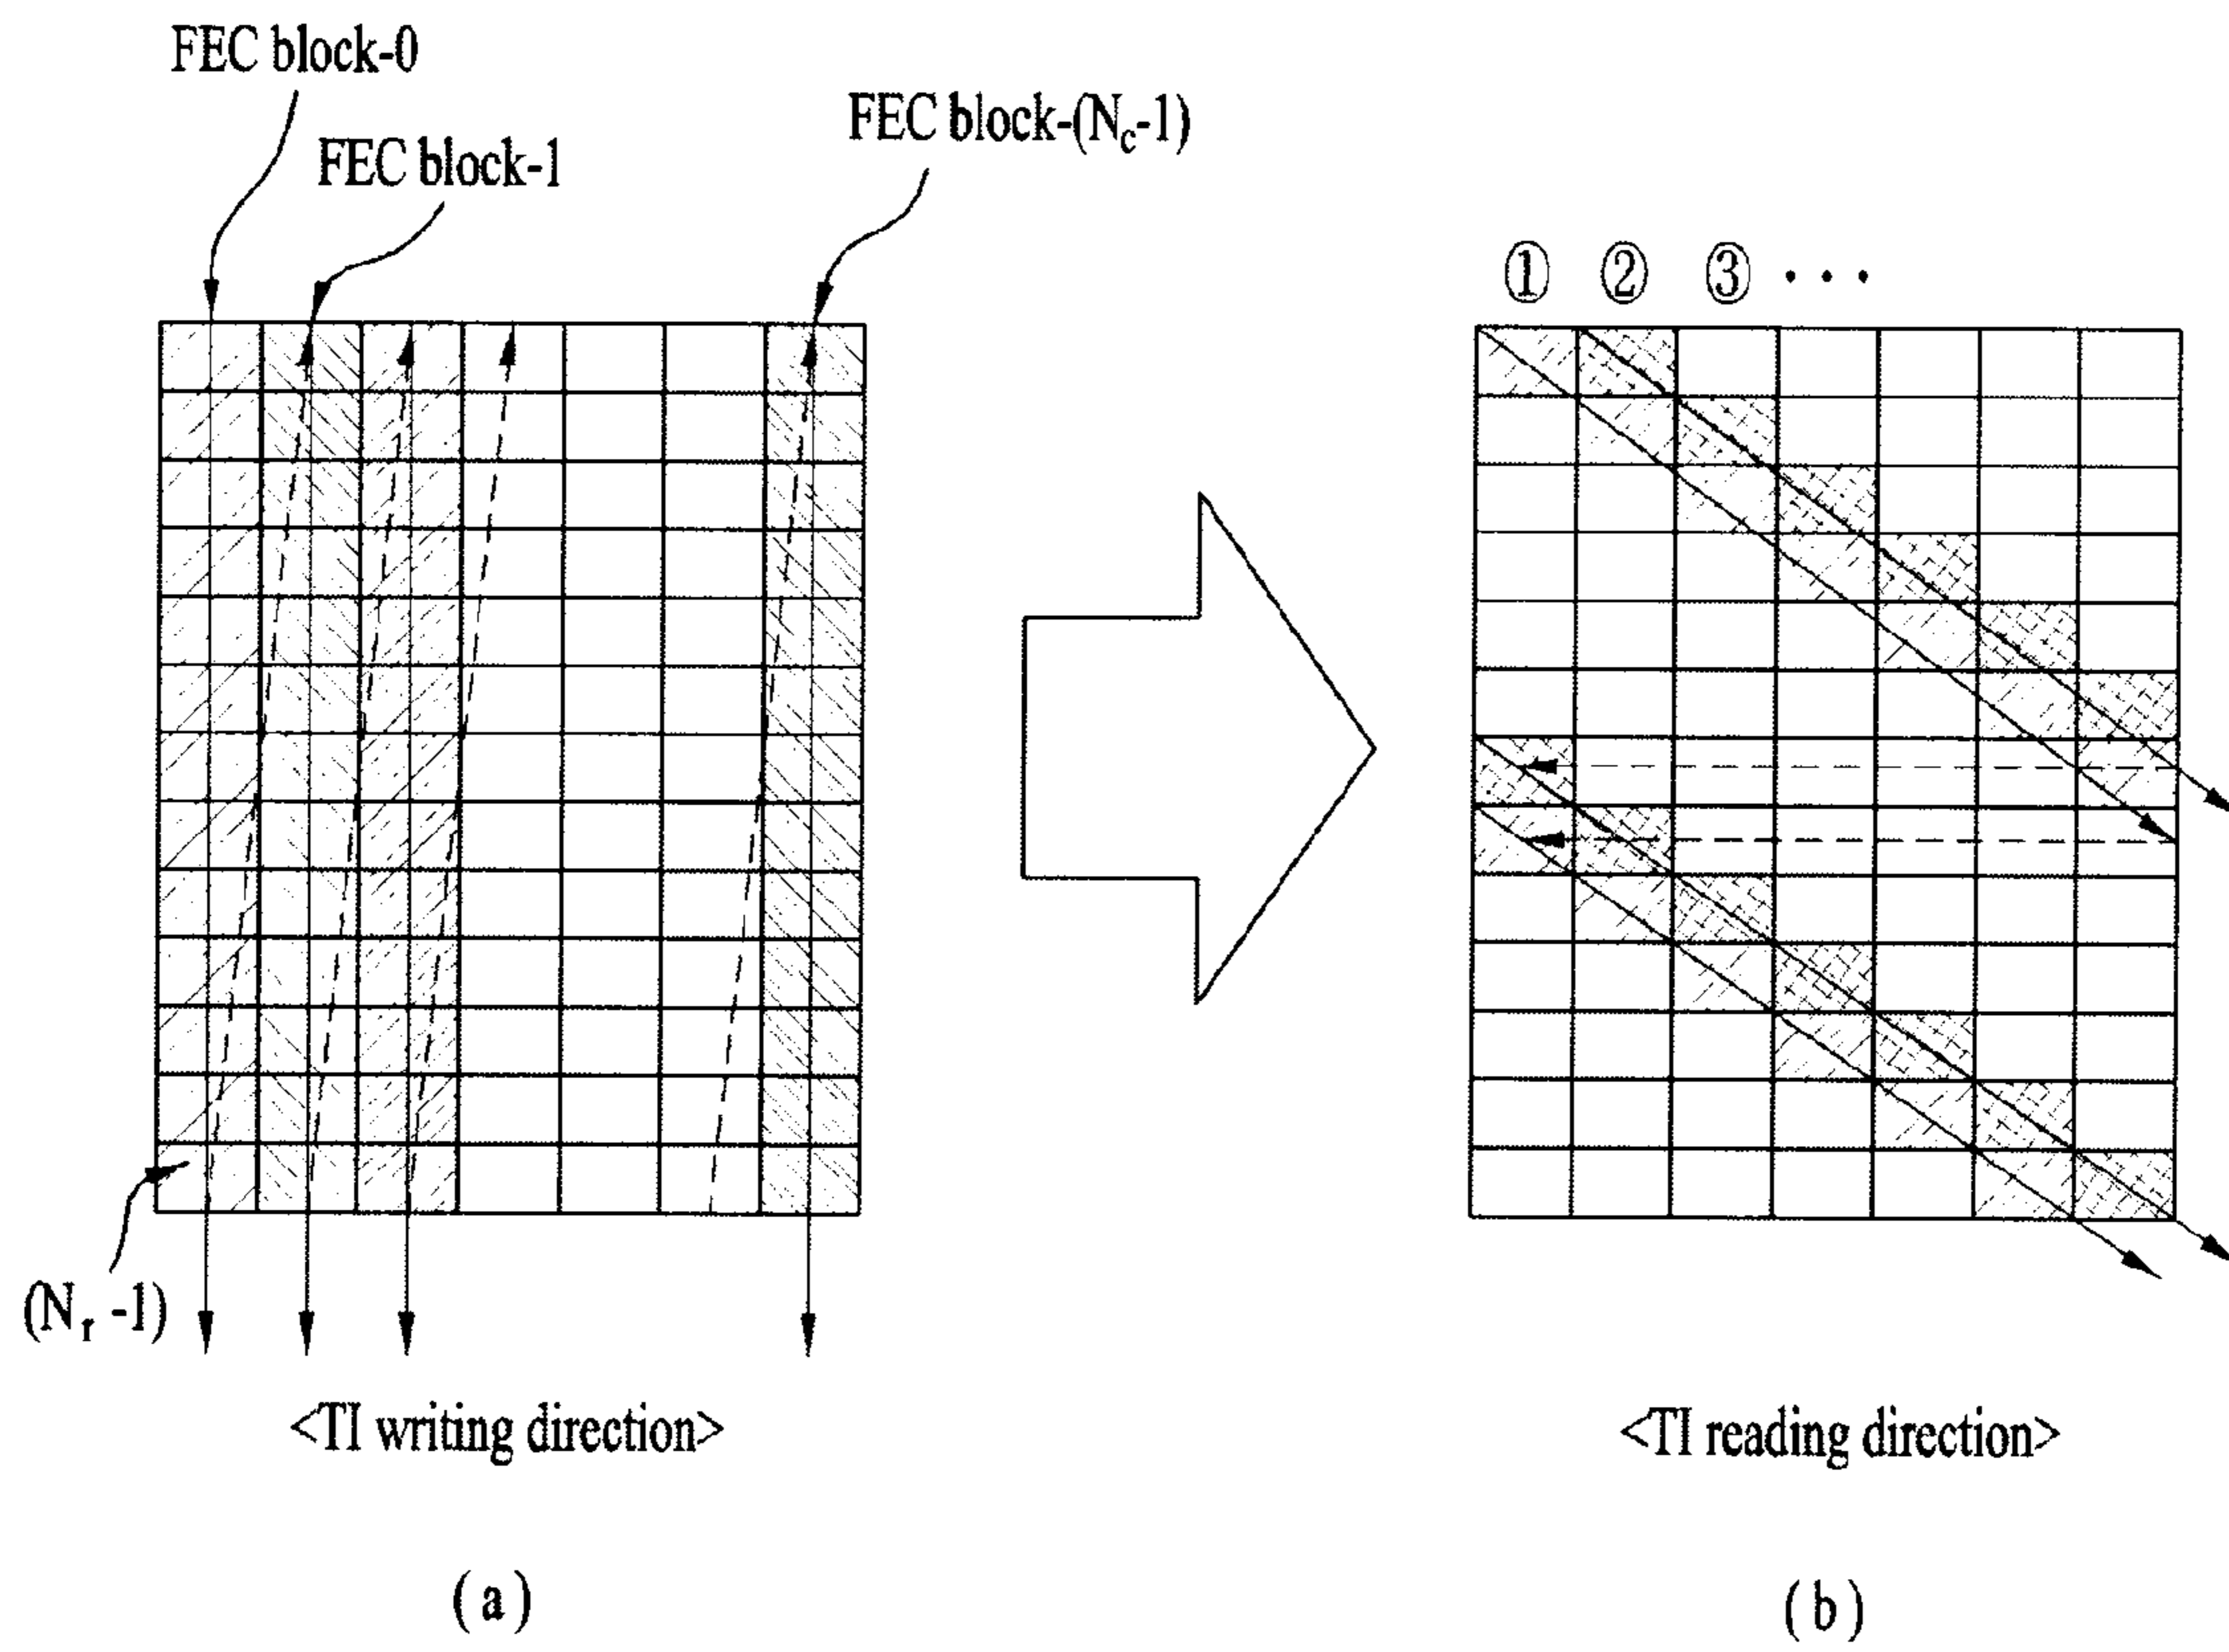 FEC block-0
FEC block-1
FEC block-(Nc-1)
① ② ③ ...
(Nr -1)
<TI writing direction>
<TI reading direction>
(a)
(b)